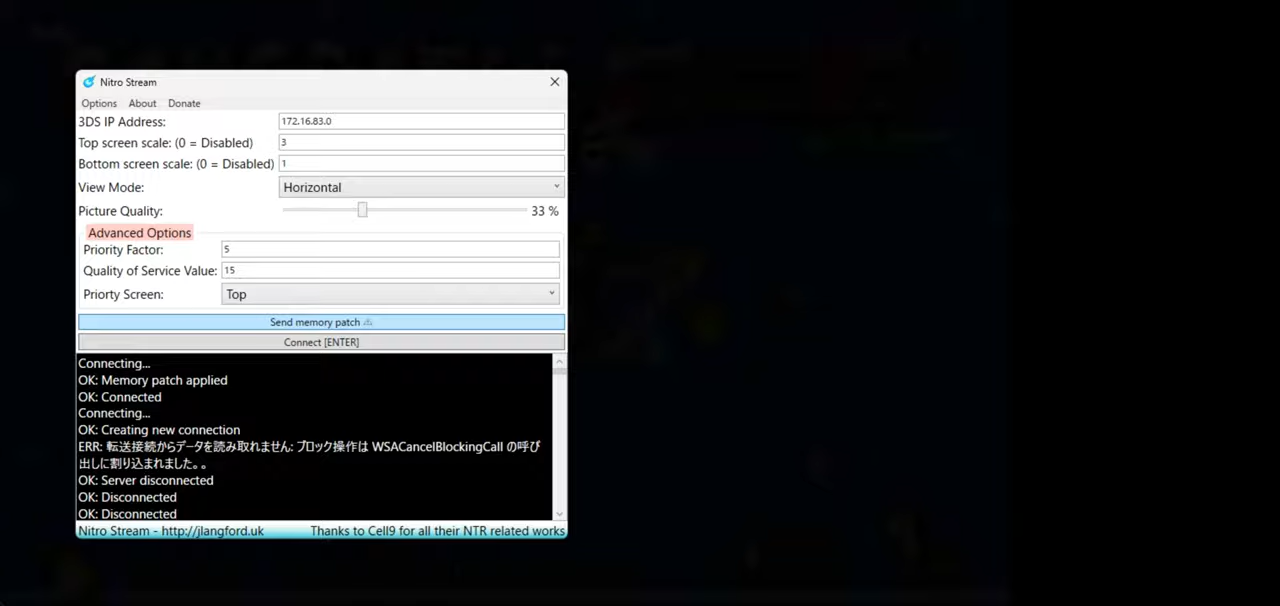 Nitro Stream
Options About Donate
3DS IP Address: 172.16.83.0
Top screen scale: (0 = Disabled) 3
Bottom screen scale: (0 = Disabled) 1
View Mode: Horizontal
Picture Quality: 33 %
Advanced Options
Priority Factor: 5
Quality of Service Value: 15
Priorty Screen: Top
Send memory patch ⚠
Connect [ENTER]
Connecting...
OK: Memory patch applied
OK: Connected
Connecting...
OK: Creating new connection
ERR: 転送接続からデータを読み取れません: ブロック操作は WSACancelBlockingCall の呼び
出しに割り込まれました。。
OK: Server disconnected
OK: Disconnected
OK: Disconnected
Nitro Stream - http://jlangford.uk Thanks to Cell9 for all their NTR related works